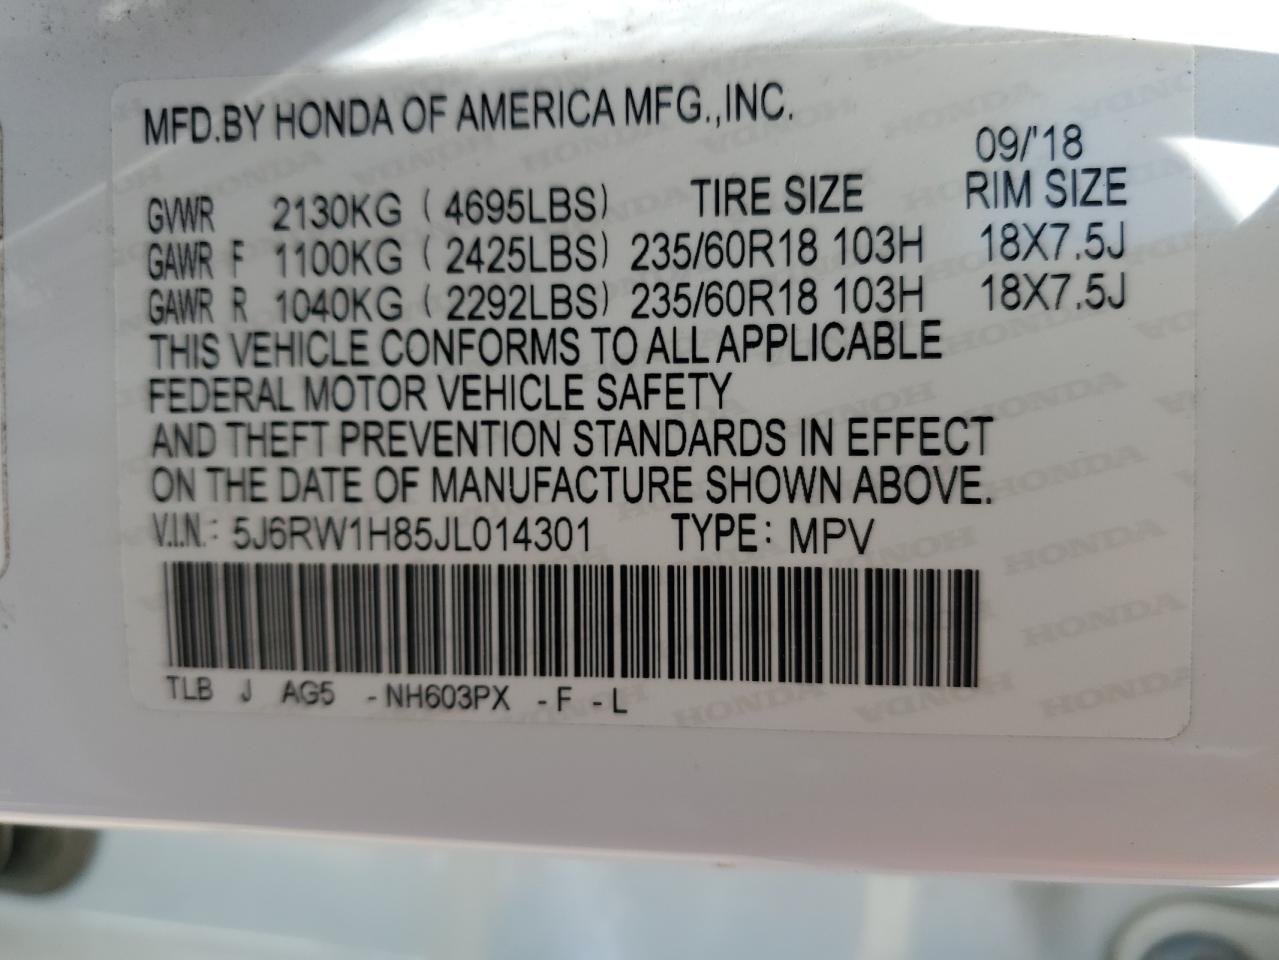 MFD.BY HONDA OF AMERICA MFG.,INC.
09/'18
GVWR 2130KG ( 4695LBS) TIRE SIZE RIM SIZE
GAWR F 1100KG ( 2425LBS) 235/60R18 103H 18X7.5J
GAWR R 1040KG ( 2292LBS) 235/60R18 103H 18X7.5J
THIS VEHICLE CONFORMS TO ALL APPLICABLE
FEDERAL MOTOR VEHICLE SAFETY
AND THEFT PREVENTION STANDARDS IN EFFECT
ON THE DATE OF MANUFACTURE SHOWN ABOVE.
V.I.N.: 5J6RW1H85JL014301 TYPE: MPV
TLB J AG5 -NH603PX -F -L